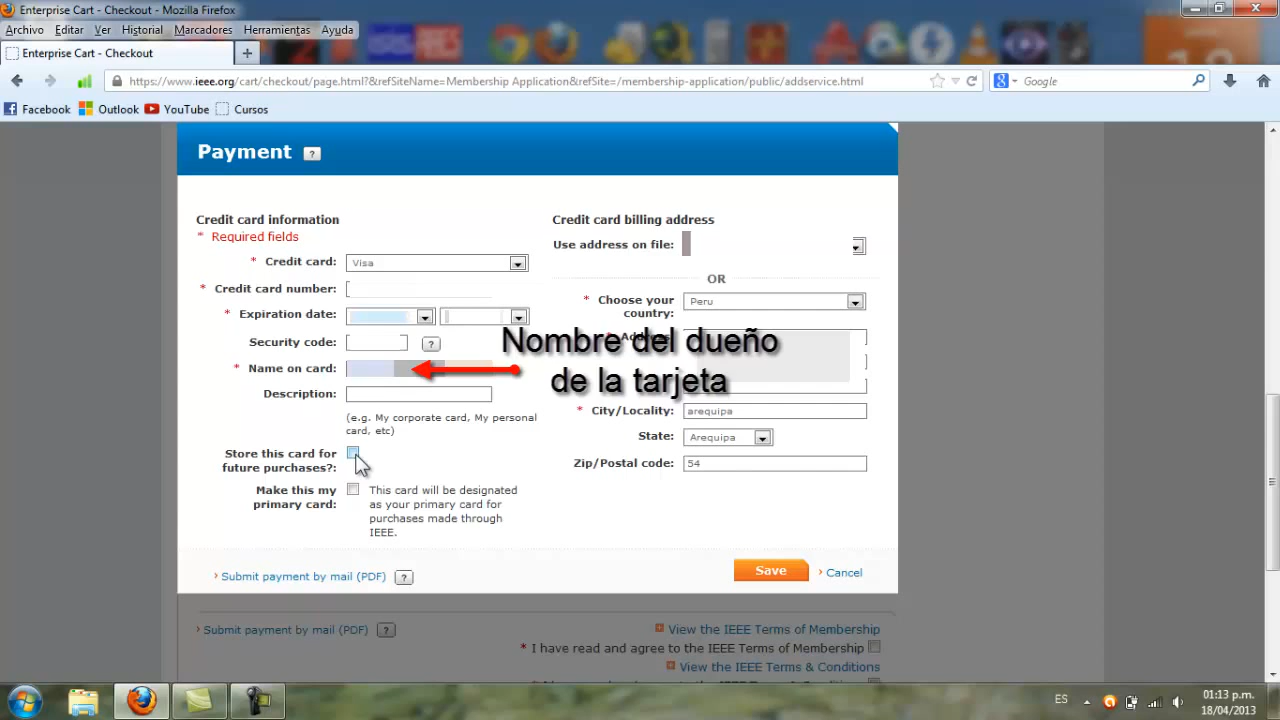 Enterprise Cart - Checkout - Mozilla Firefox
Archivo Editar Ver Historial Marcadores Herramientas Ayuda
Enterprise Cart - Checkout
https://www.ieee.org/cart/checkout/page.html?&refSiteName=Membership Application&refSite=/membership-application/public/addservice.html
Google
Facebook Outlook YouTube Cursos
Payment ?
Credit card information
* Required fields
* Credit card: Visa
* Credit card number:
* Expiration date:
Security code: ?
* Name on card:
Description:
(e.g. My corporate card, My personal
card, etc)
Store this card for
future purchases?:
Make this my
primary card:
This card will be designated
as your primary card for
purchases made through
IEEE.
Credit card billing address
Use address on file:
OR
* Choose your
country:
Peru
Nombre del dueño
de la tarjeta
* City/Locality: arequipa
State: Arequipa
Zip/Postal code: 54
Submit payment by mail (PDF) ?
Save Cancel
Submit payment by mail (PDF) ?
View the IEEE Terms of Membership
* I have read and agree to the IEEE Terms of Membership
View the IEEE Terms & Conditions
ES
01:13 p.m.
18/04/2013